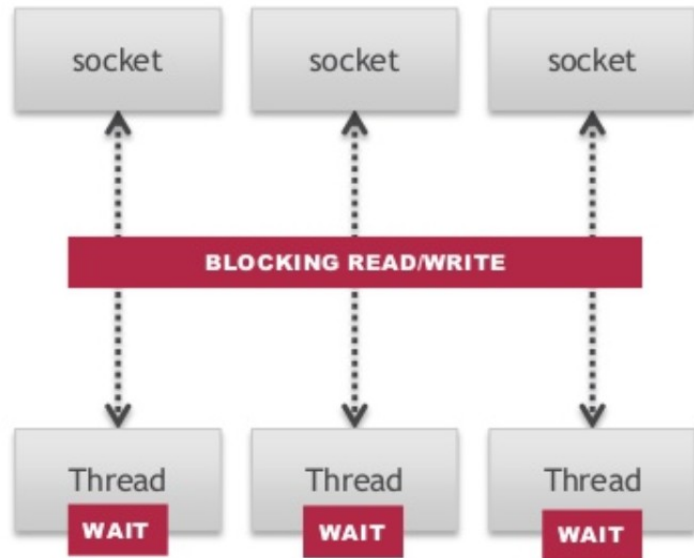 socket
socket
socket
BLOCKING READ/WRITE
Thread
Thread
Thread
WAIT
WAIT
WAIT